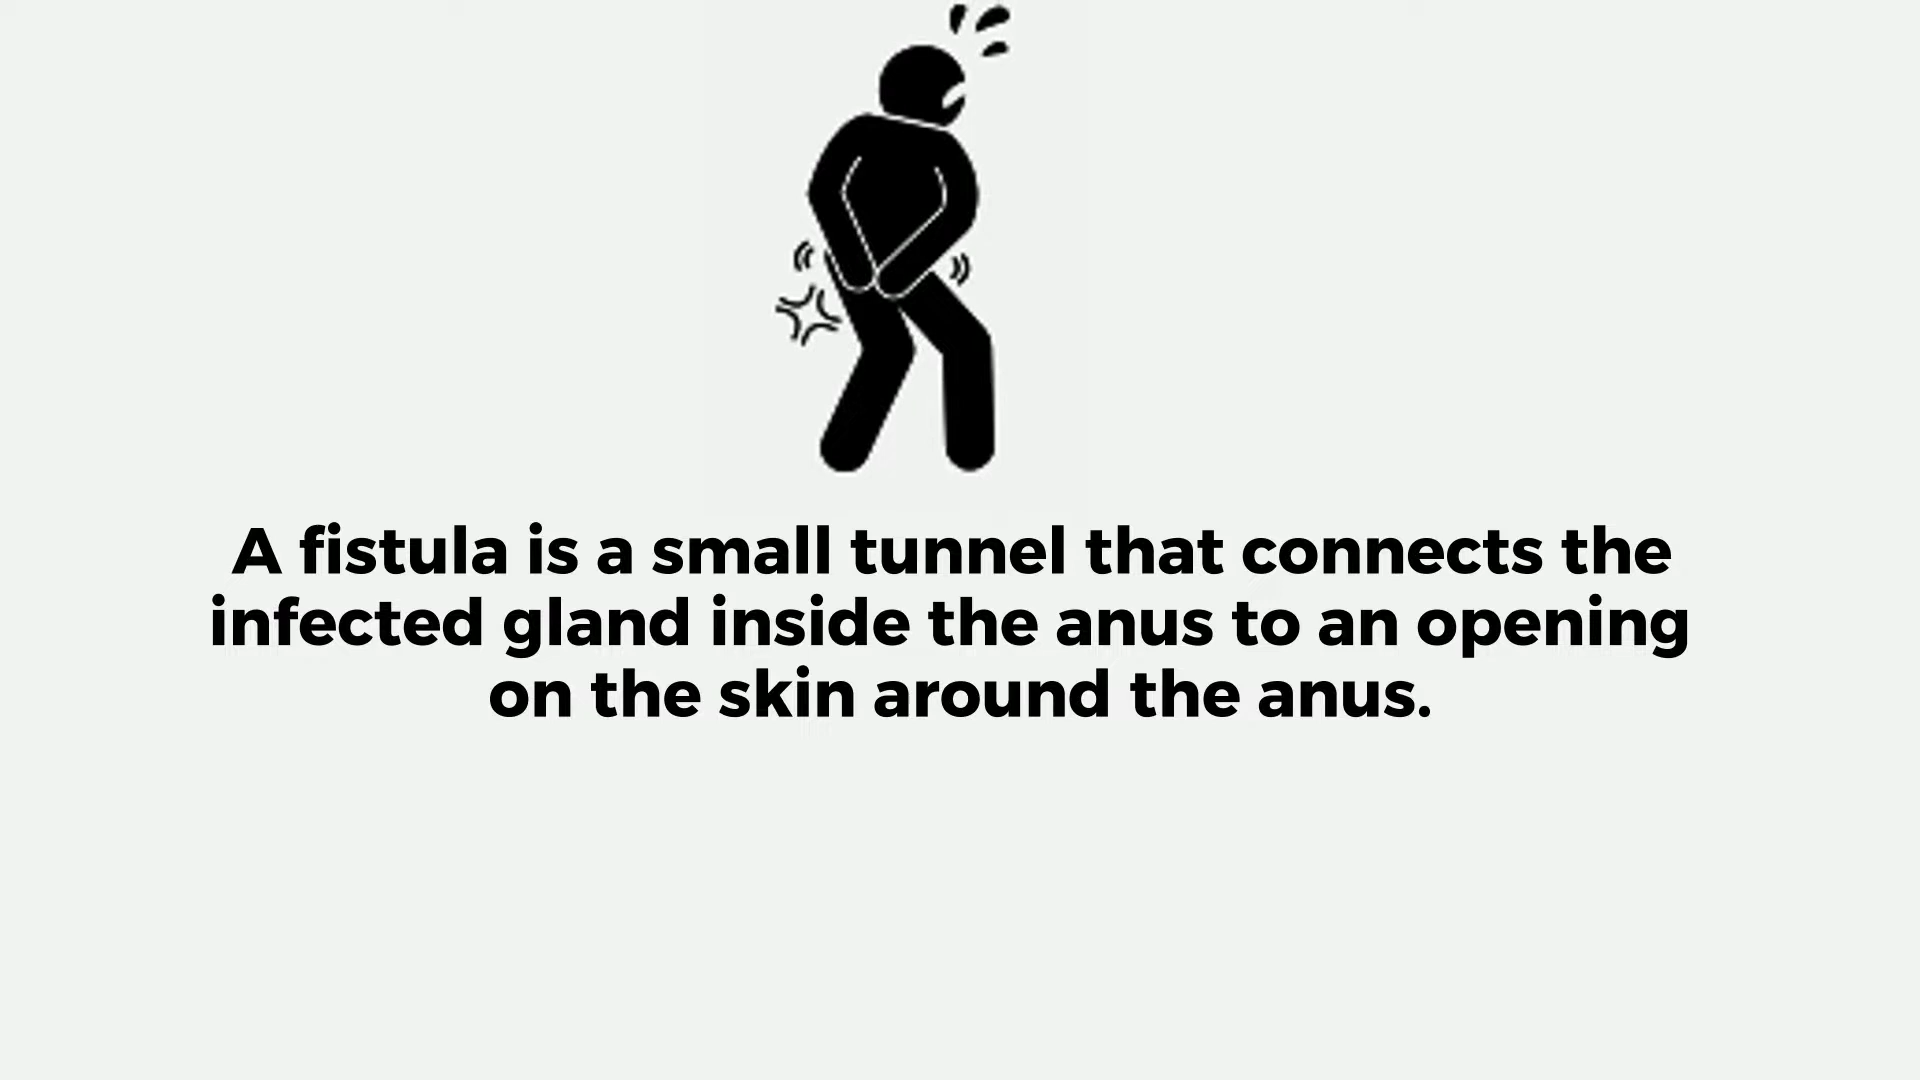 A fistula is a small tunnel that connects the
infected gland inside the anus to an opening
on the skin around the anus.